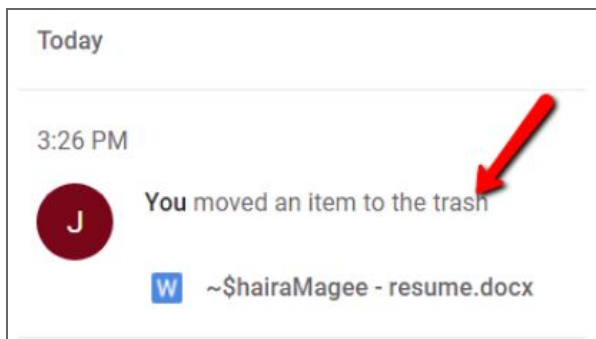 Today
3:26 PM
J
You moved an item to the trash
W
~$hairaMagee - resume.docx